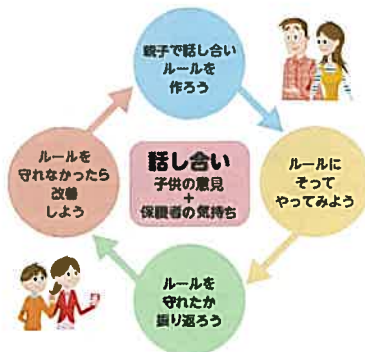 親子で話し合い
ルールを
作ろう
ルールに
そって
やってみよう
ルールを
守れたか
振り返ろう
ルールを
守れなかったら
改善
しよう
話し合い
子供の意見
+
保護者の気持ち